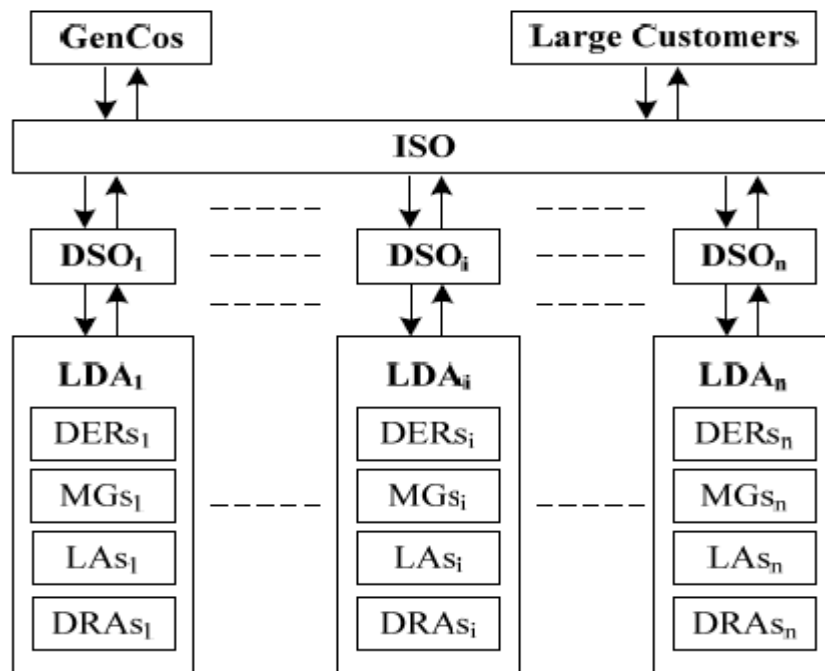 GenCos Large Customers
ISO
DSO₁ DSOᵢ DSOₙ
LDA₁ LDAᵢ LDAₙ
DERs₁ DERsᵢ DERsₙ
MGs₁ MGsᵢ MGsₙ
LAs₁ LAsᵢ LAsₙ
DRAs₁ DRAsᵢ DRAsₙ